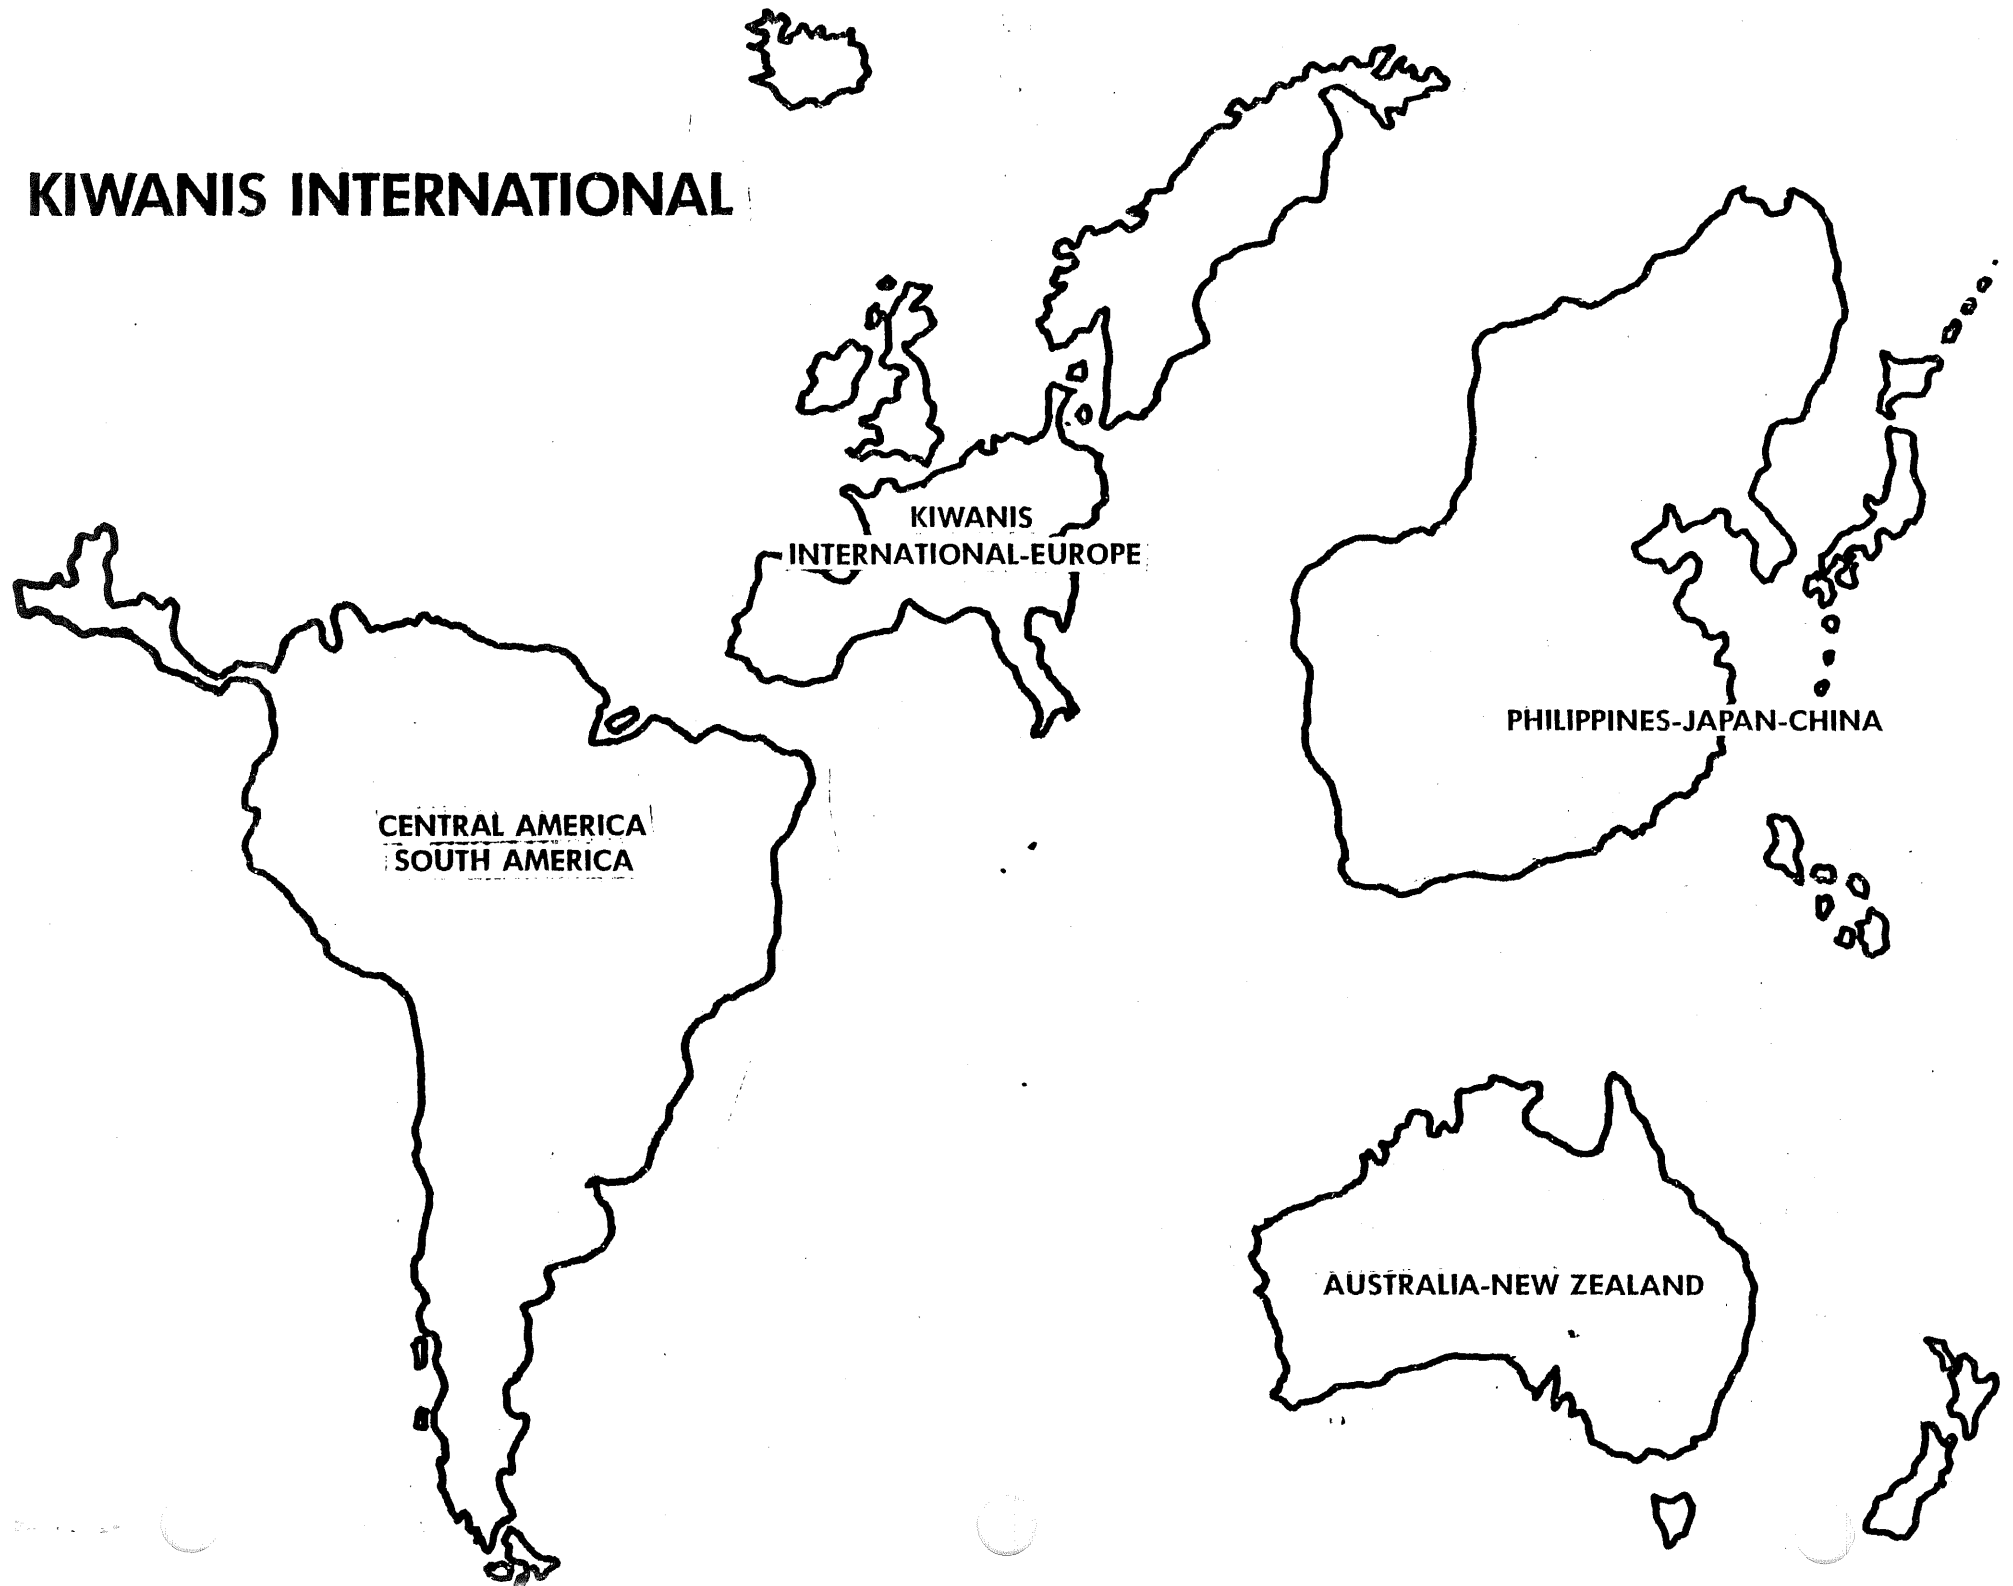 KIWANIS INTERNATIONAL
KIWANIS
INTERNATIONAL-EUROPE
PHILIPPINES-JAPAN-CHINA
CENTRAL AMERICA
SOUTH AMERICA
AUSTRALIA-NEW ZEALAND